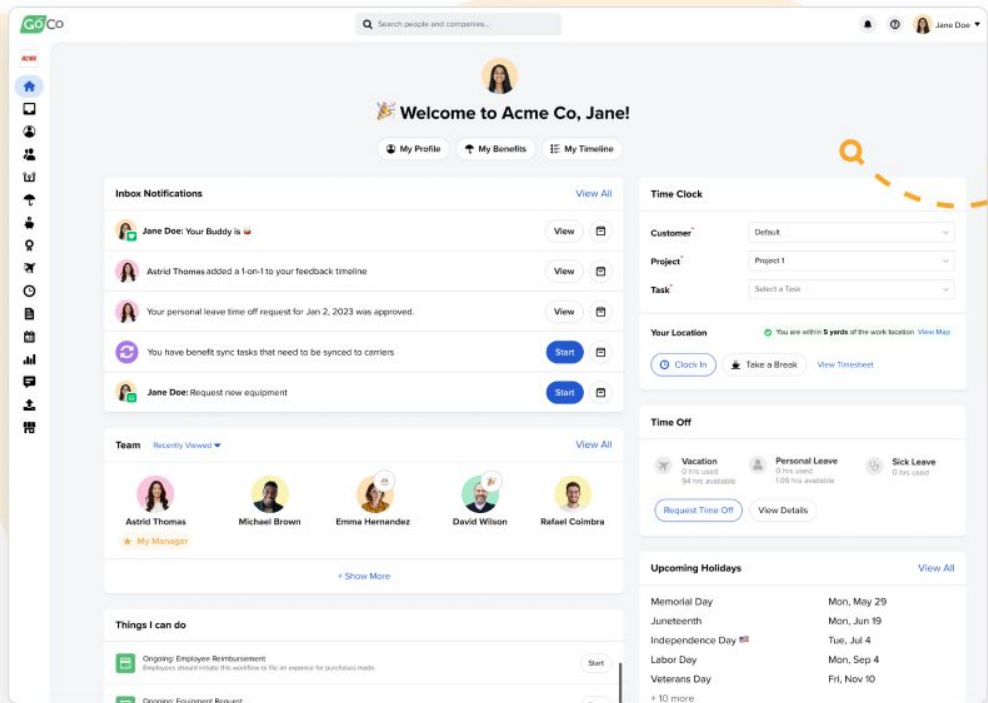 GoCo
Search people and companies...
Jane Doe
ACME
Welcome to Acme Co, Jane!
My Profile
My Benefits
My Timeline
Inbox Notifications
View All
Jane Doe: Your Buddy is
View
Astrid Thomas added a 1-on-1 to your feedback timeline
View
Your personal leave time off request for Jan 2, 2023 was approved.
View
You have benefit sync tasks that need to be synced to carriers
Start
Jane Doe: Request new equipment
Start
Team
Recently Viewed
View All
Astrid Thomas
Michael Brown
Emma Hernandez
David Wilson
Rafael Coimbra
★ My Manager
+ Show More
Things I can do
Ongoing: Employee Reimbursement
Employees should initiate this workflow to file an expense for purchases made.
Start
Ongoing: Equipment Request
Time Clock
Customer*
Default
Project*
Project 1
Task*
Select a Task
Your Location
You are within 5 yards of the work location
View Map
Clock In
Take a Break
View Timesheet
Time Off
Vacation
0 hrs used
94 hrs available
Personal Leave
0 hrs used
1.09 hrs available
Sick Leave
0 hrs used
Request Time Off
View Details
Upcoming Holidays
View All
Memorial Day Mon, May 29
Juneteenth Mon, Jun 19
Independence Day Tue, Jul 4
Labor Day Mon, Sep 4
Veterans Day Fri, Nov 10
+ 10 more